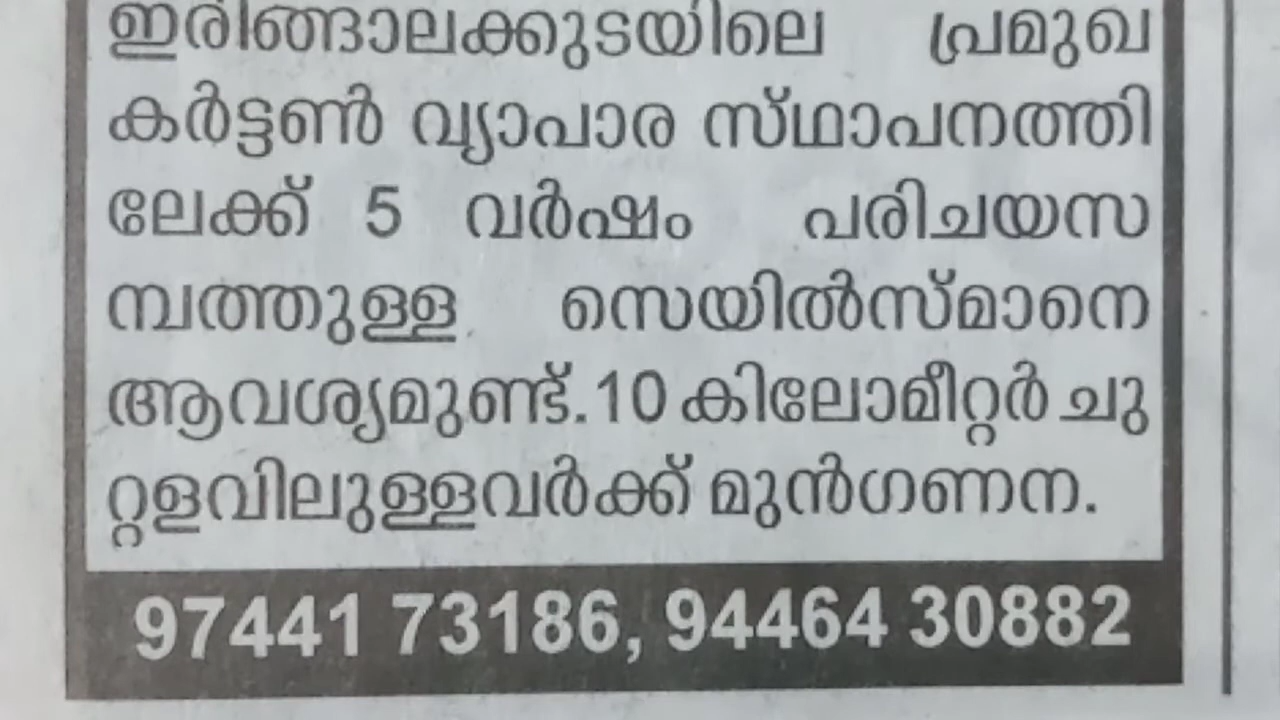 ഇരിങ്ങാലക്കുടയിലെ പ്രമുഖ
കർട്ടൺ വ്യാപാര സ്ഥാപനത്തി
ലേക്ക് 5 വർഷം പരിചയസ
മ്പത്തുള്ള സെയിൽസ്മാനെ
ആവശ്യമുണ്ട്. 10 കിലോമീറ്റർ ചു
റ്റളവിലുള്ളവർക്ക് മുൻഗണന.
97441 73186, 94464 30882